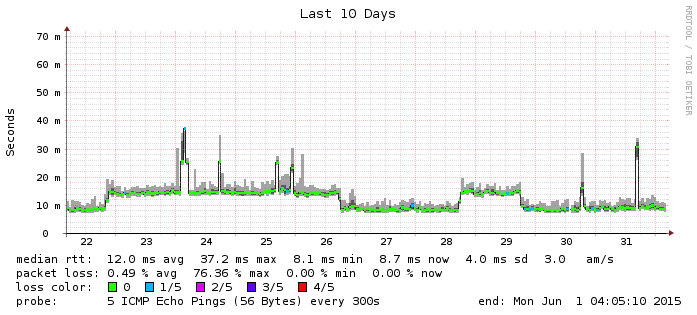 Last 10 Days
RRDTOOL / TOBI OETIKER
Seconds
70 m
60 m
50 m
40 m
30 m
20 m
10 m
0
22 23 24 25 26 27 28 29 30 31
median rtt: 12.0 ms avg 37.2 ms max 8.1 ms min 8.7 ms now 4.0 ms sd 3.0 am/s
packet loss: 0.49 % avg 76.36 % max 0.00 % min 0.00 % now
loss color: 0 1/5 2/5 3/5 4/5
probe: 5 ICMP Echo Pings (56 Bytes) every 300s end: Mon Jun 1 04:05:10 2015